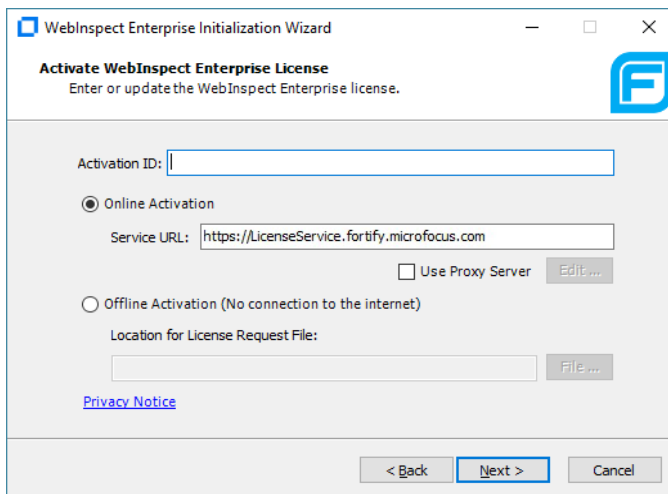 WebInspect Enterprise Initialization Wizard
Activate WebInspect Enterprise License
Enter or update the WebInspect Enterprise license.
Activation ID:
Online Activation
Service URL: https://LicenseService.fortify.microfocus.com
Use Proxy Server Edit ...
Offline Activation (No connection to the internet)
Location for License Request File:
File ...
Privacy Notice
< Back Next > Cancel